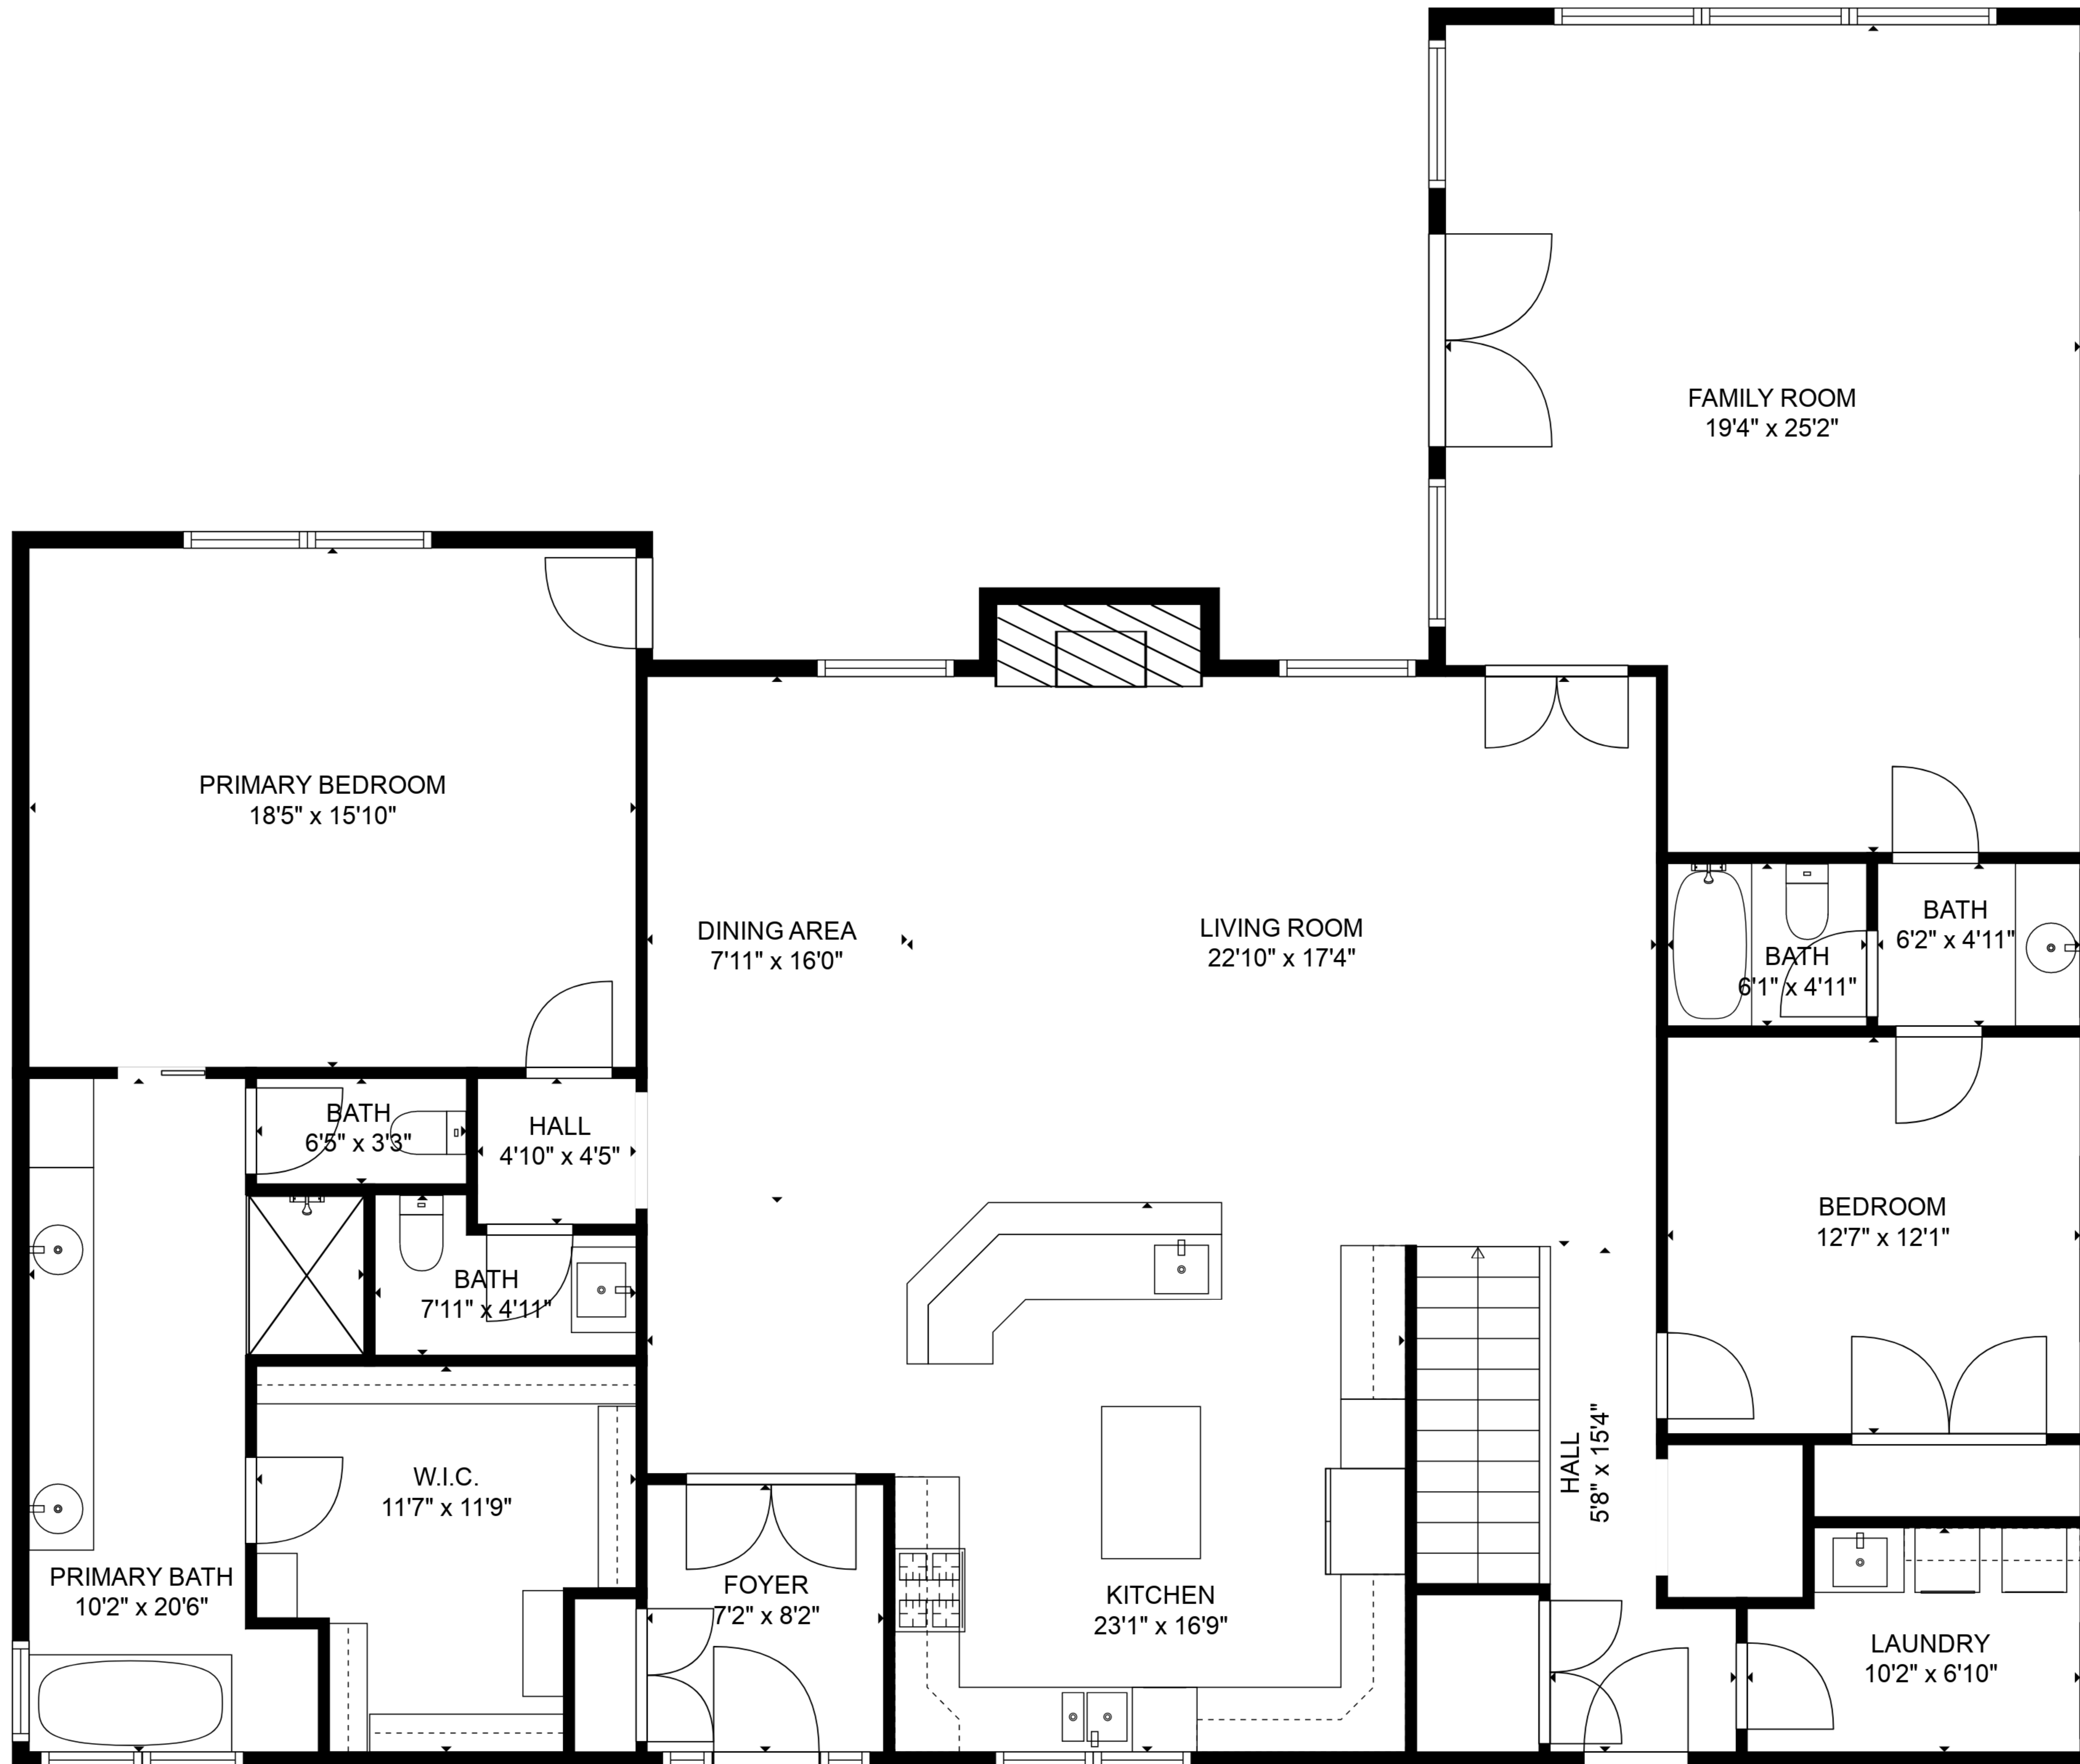 FAMILY ROOM
19'4" x 25'2"
PRIMARY BEDROOM
18'5" x 15'10"
DINING AREA
7'11" x 16'0"
LIVING ROOM
22'10" x 17'4"
BATH
6'2" x 4'11"
BATH
6'1" x 4'11"
BATH
6'5" x 3'3"
HALL
4'10" x 4'5"
BEDROOM
12'7" x 12'1"
BATH
7'11" x 4'11"
W.I.C.
11'7" x 11'9"
HALL
5'8" x 15'4"
PRIMARY BATH
10'2" x 20'6"
FOYER
7'2" x 8'2"
KITCHEN
23'1" x 16'9"
LAUNDRY
10'2" x 6'10"